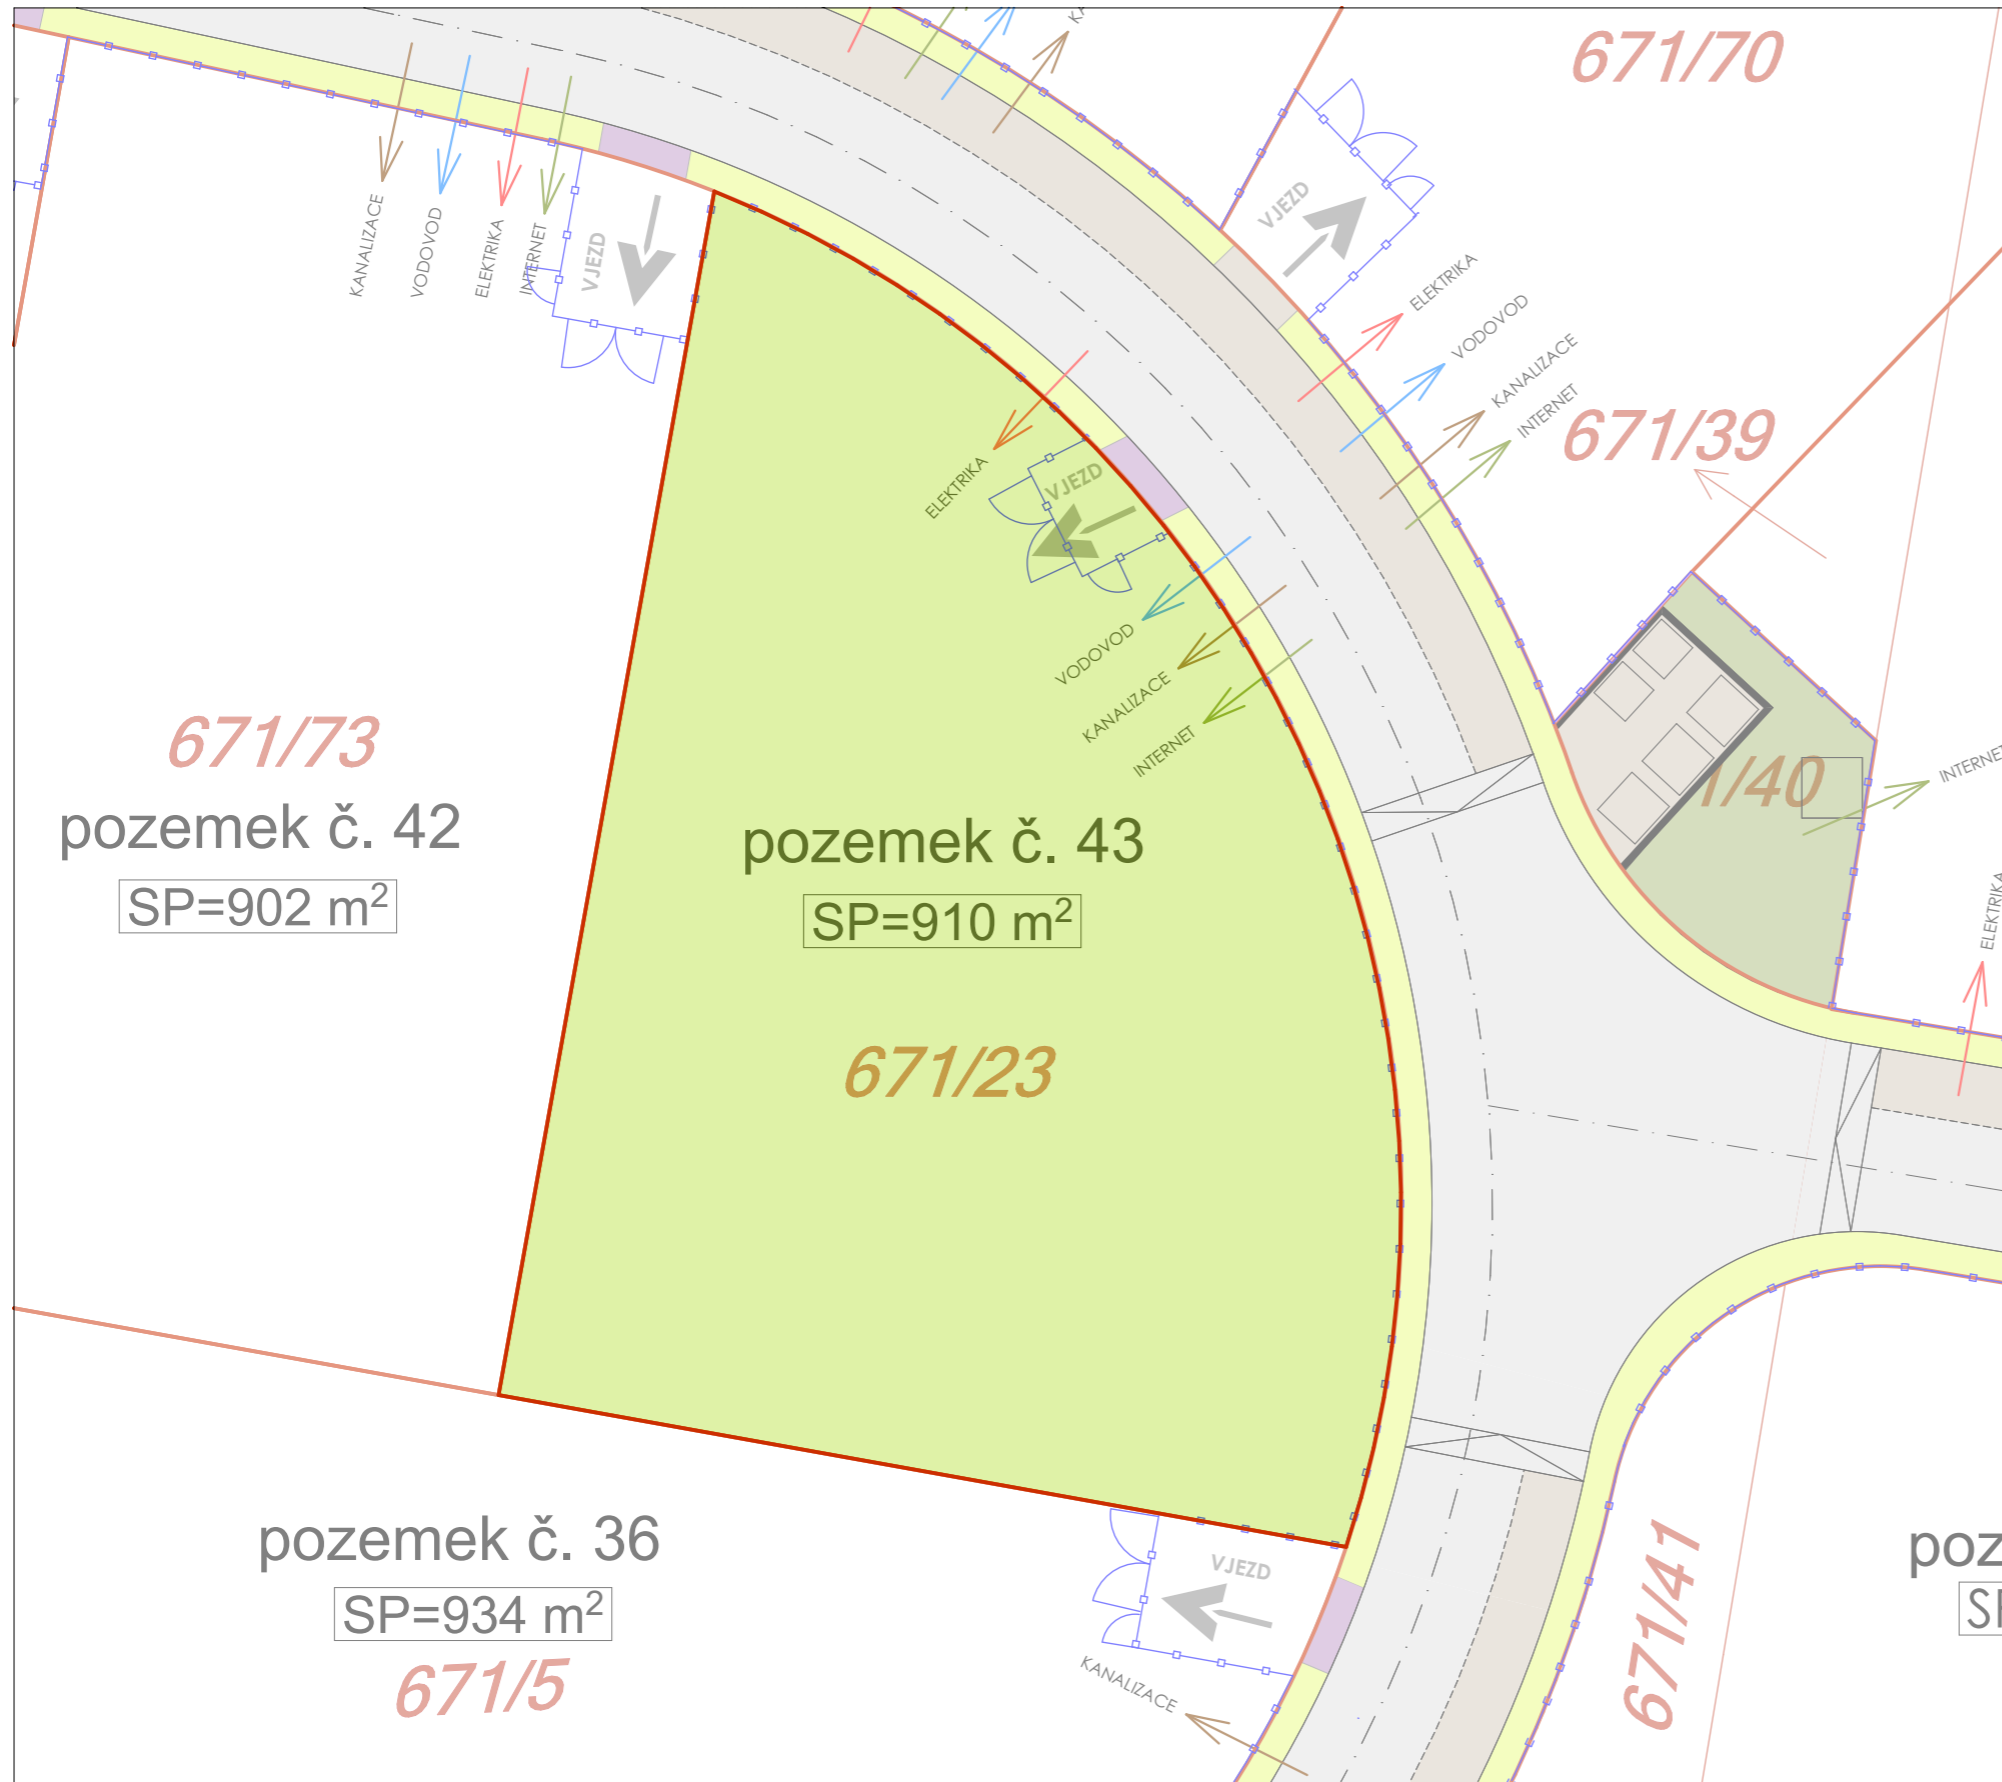 671/70
KANALIZACE
VODOVOD
ELEKTRIKA
INTERNET
VJEZD
VJEZD
ELEKTRIKA
VODOVOD
KANALIZACE
INTERNET
671/39
ELEKTRIKA
VJEZD
VODOVOD
KANALIZACE
INTERNET
671/73
pozemek č. 42
SP=902 m²
pozemek č. 43
SP=910 m²
671/23
1/40
INTERNET
ELEKTRIKA
pozemek č. 36
SP=934 m²
671/5
VJEZD
KANALIZACE
671/41
poz
SP